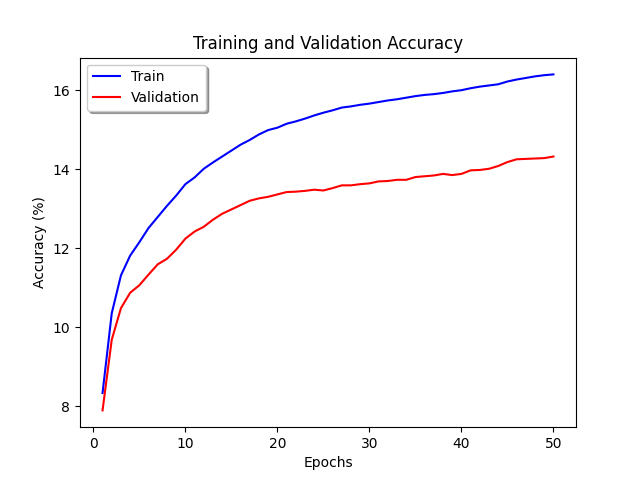 Training and Validation Accuracy
Train
Validation
16
14
12
10
8
Accuracy (%)
0 10 20 30 40 50
Epochs